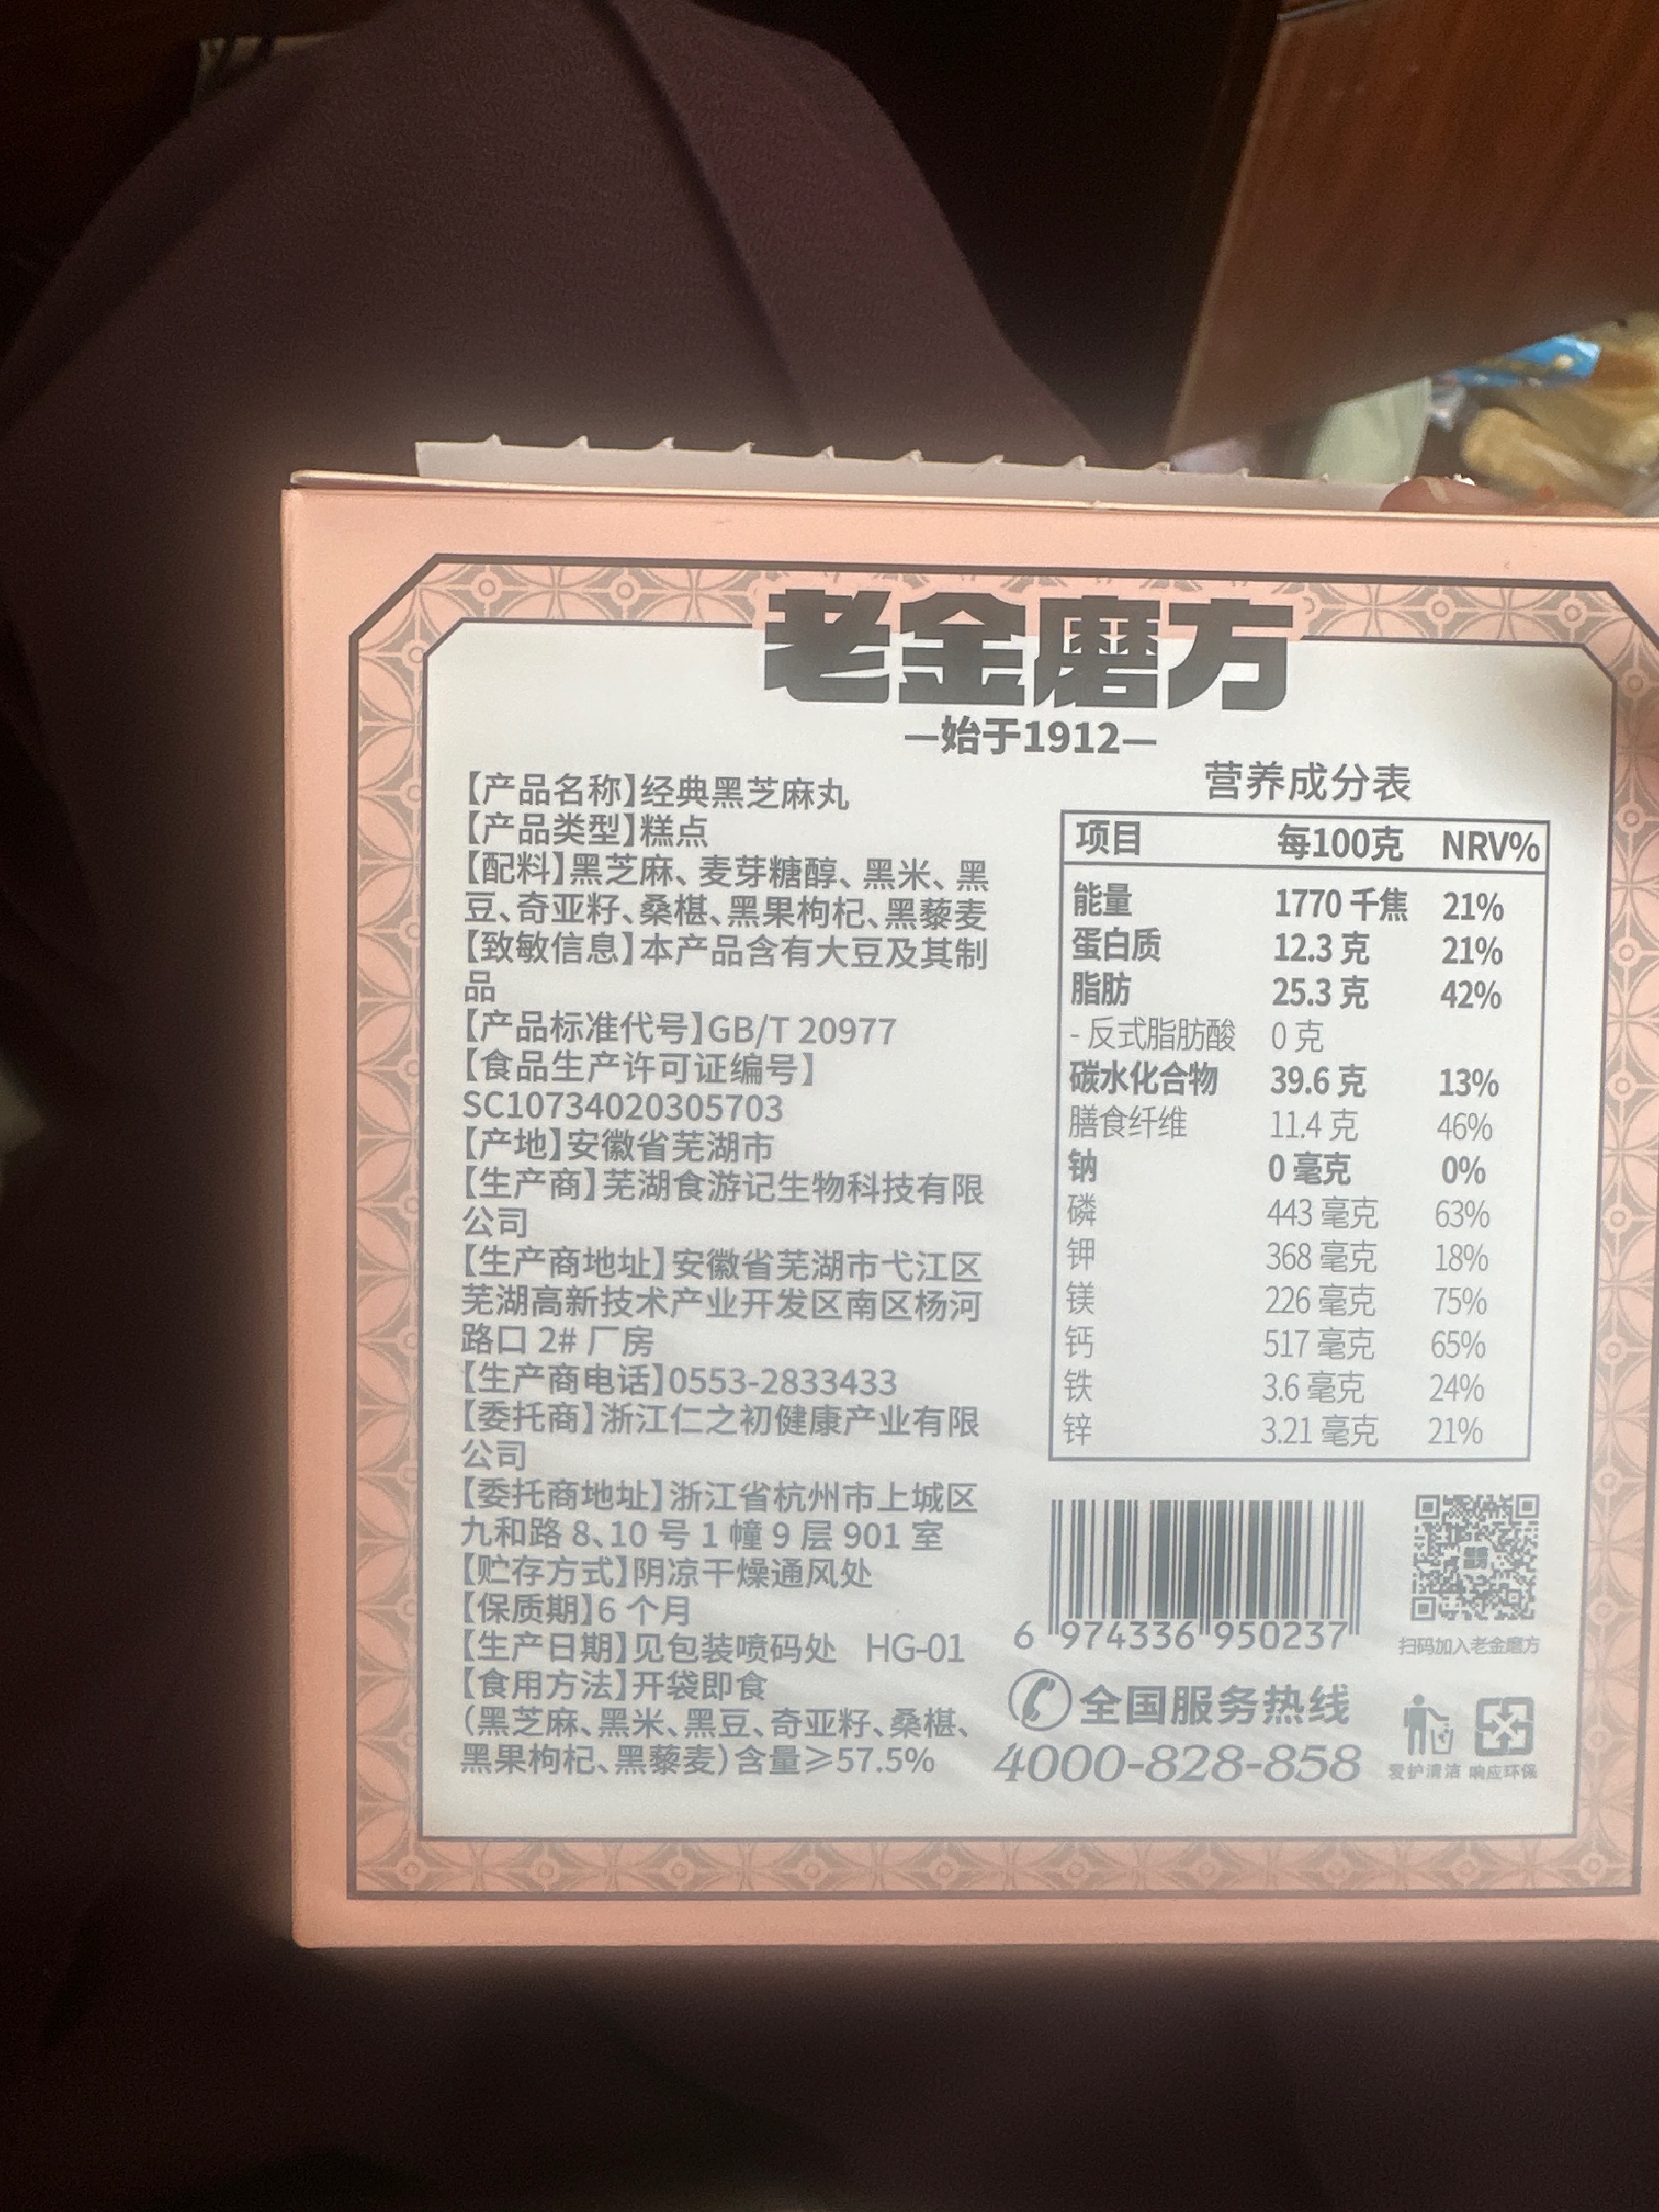 老金磨方
—始于1912—
【产品名称】经典黑芝麻丸
【产品类型】糕点
【配料】黑芝麻、麦芽糖醇、黑米、黑
豆、奇亚籽、桑椹、黑果枸杞、黑藜麦
【致敏信息】本产品含有大豆及其制
品
【产品标准代号】GB/T 20977
【食品生产许可证编号】
SC10734020305703
【产地】安徽省芜湖市
【生产商】芜湖食游记生物科技有限
公司
【生产商地址】安徽省芜湖市弋江区
芜湖高新技术产业开发区南区杨河
路口 2# 厂房
【生产商电话】0553-2833433
【委托商】浙江仁之初健康产业有限
公司
【委托商地址】浙江省杭州市上城区
九和路 8、10 号 1 幢 9 层 901 室
【贮存方式】阴凉干燥通风处
【保质期】6 个月
【生产日期】见包装喷码处 HG-01
【食用方法】开袋即食
（黑芝麻、黑米、黑豆、奇亚籽、桑椹、
黑果枸杞、黑藜麦）含量≥57.5%
营养成分表
项目 每100克 NRV%
能量 1770 千焦 21%
蛋白质 12.3 克 21%
脂肪 25.3 克 42%
- 反式脂肪酸 0 克
碳水化合物 39.6 克 13%
膳食纤维 11.4 克 46%
钠 0 毫克 0%
磷 443 毫克 63%
钾 368 毫克 18%
镁 226 毫克 75%
钙 517 毫克 65%
铁 3.6 毫克 24%
锌 3.21 毫克 21%
6 974336 950237
扫码加入老金磨方
全国服务热线
4000-828-858
爱护清洁 响应环保